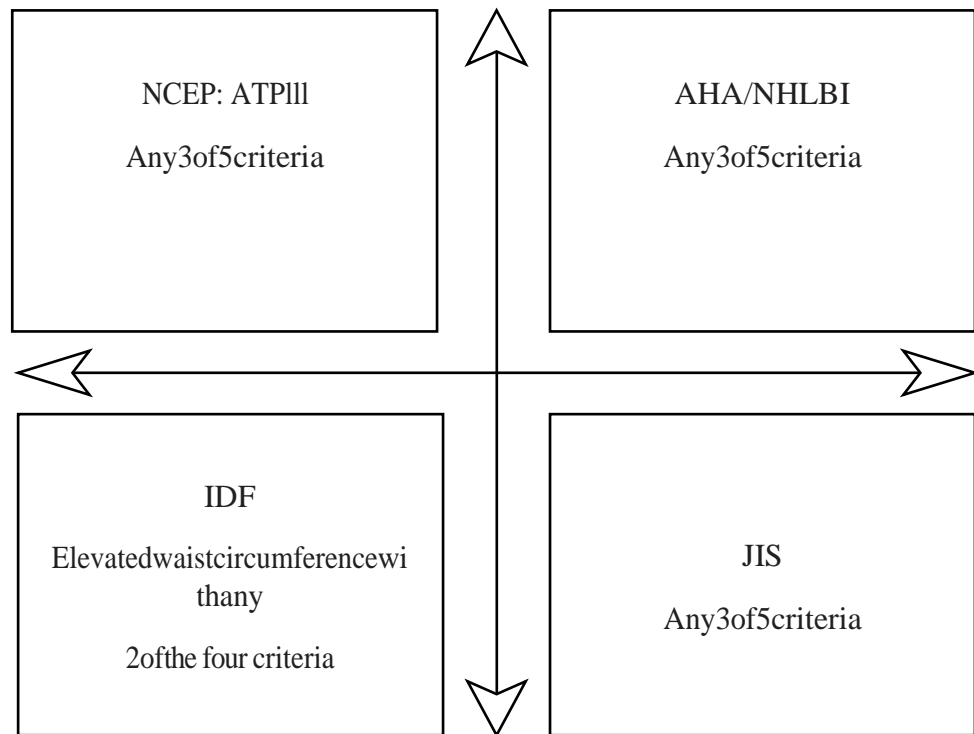 NCEP: ATPlll
Any3of5criteria
AHA/NHLBI
Any3of5criteria
IDF
Elevatedwaistcircumferencewi
thany
2ofthe four criteria
JIS
Any3of5criteria